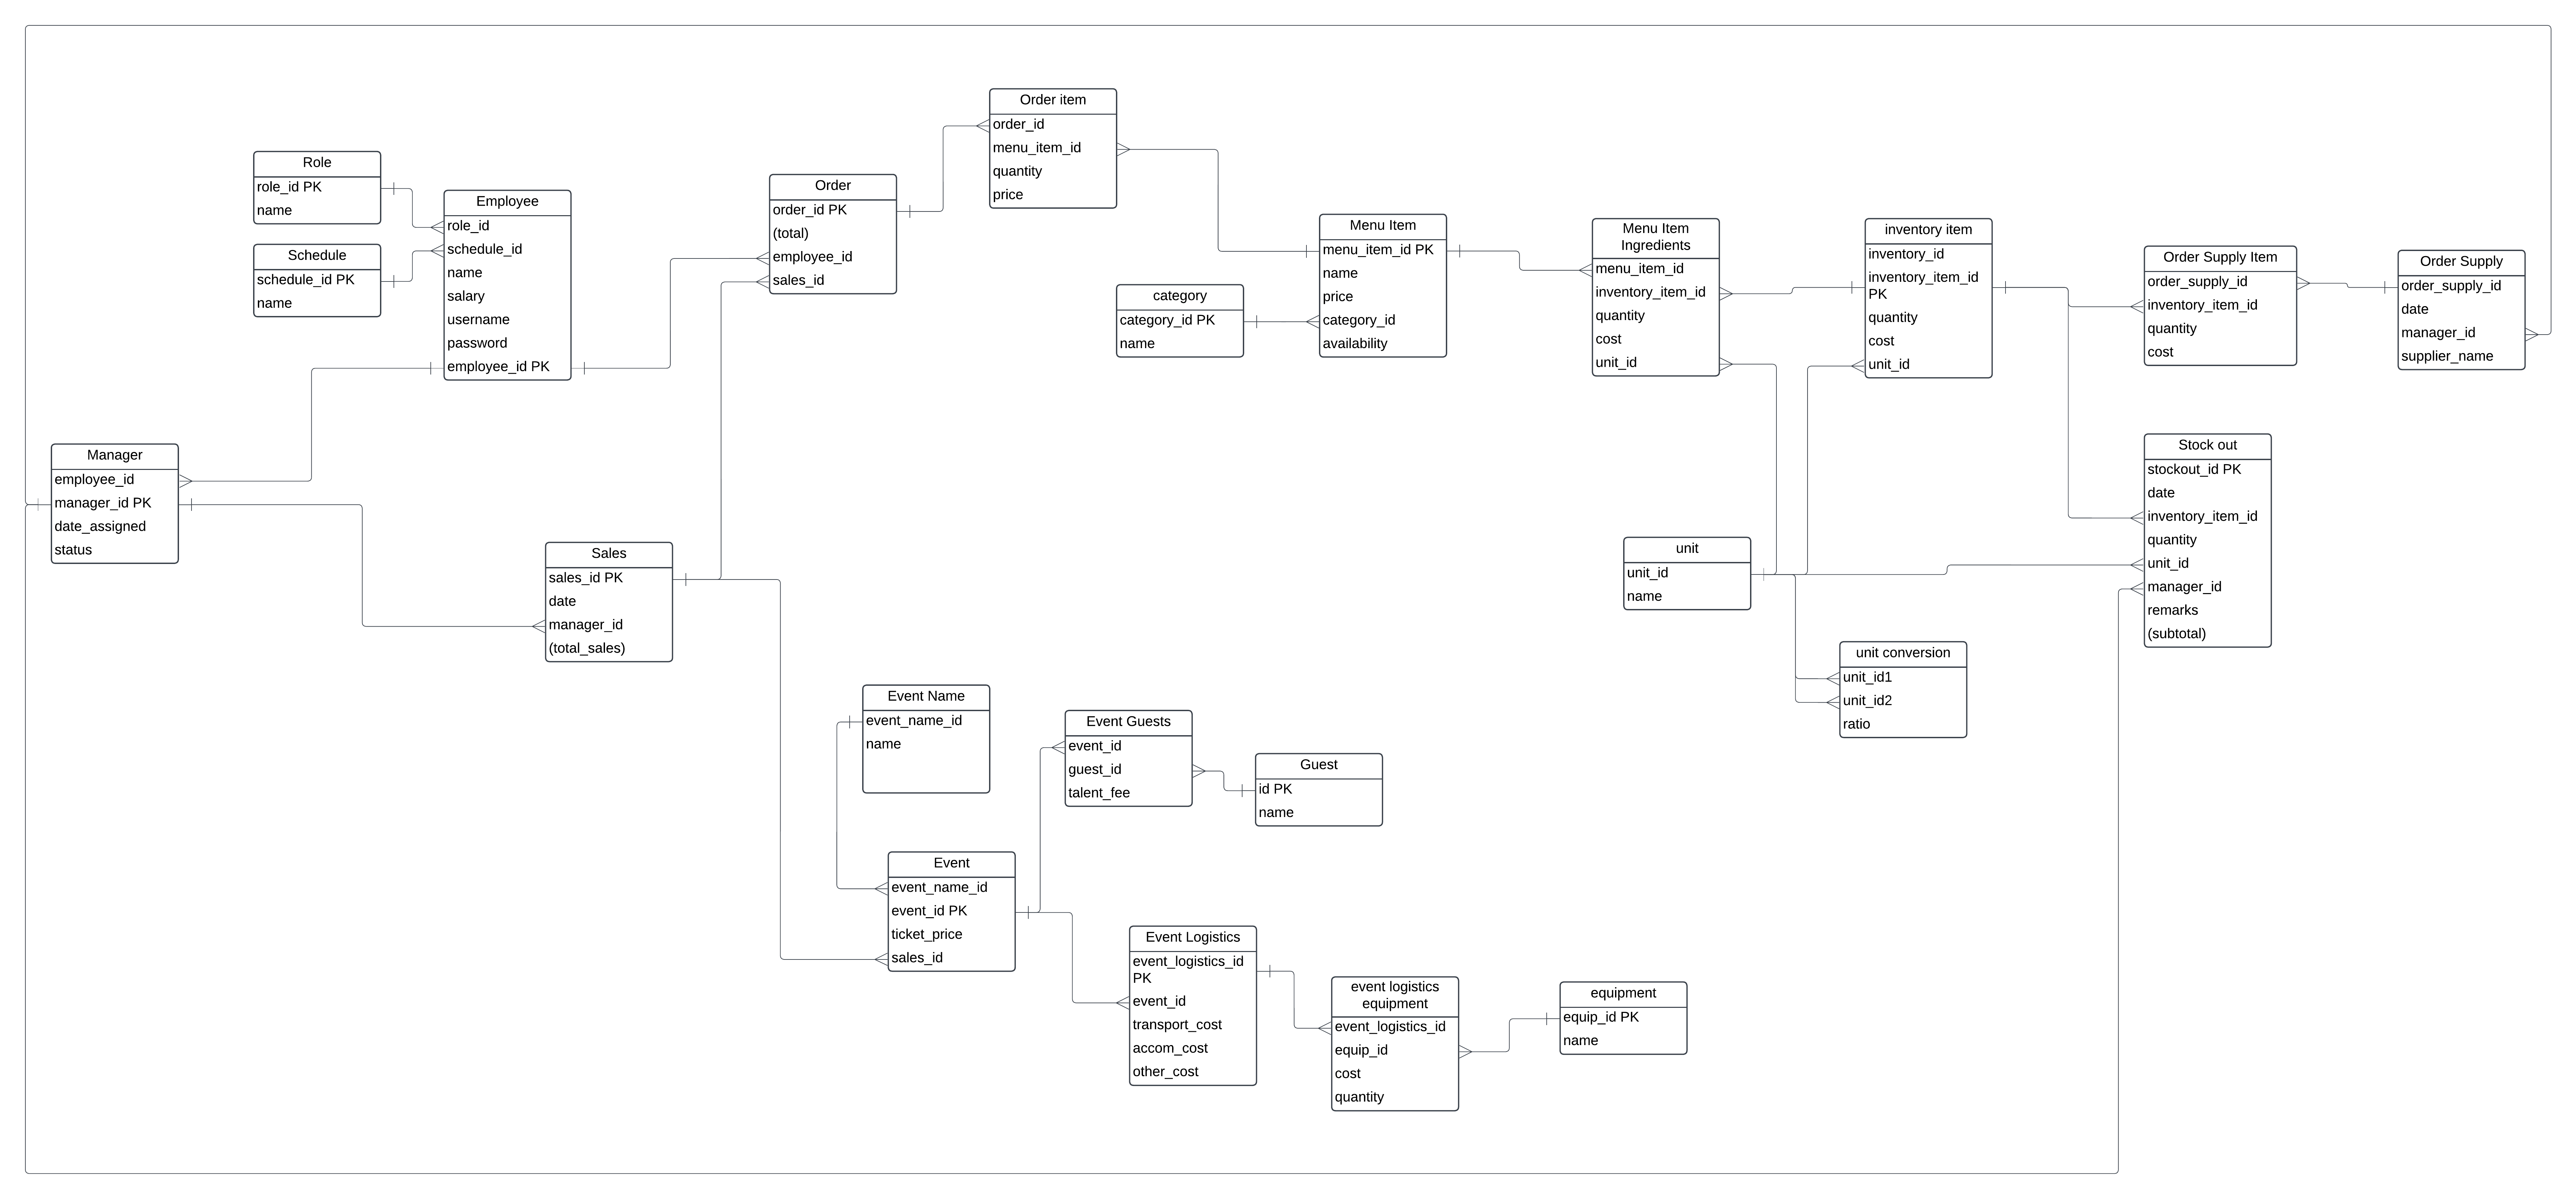 Order item
order_id
menu_item_id
quantity
price
Role
role_id PK
name
Employee
role_id
schedule_id
name
salary
username
password
employee_id PK
Schedule
schedule_id PK
name
Order
order_id PK
(total)
employee_id
sales_id
Menu Item
menu_item_id PK
name
price
category_id
availability
category
category_id PK
name
Menu Item
Ingredients
menu_item_id
inventory_item_id
quantity
cost
unit_id
inventory item
inventory_id
inventory_item_id
PK
quantity
cost
unit_id
Order Supply Item
order_supply_id
inventory_item_id
quantity
cost
Order Supply
order_supply_id
date
manager_id
supplier_name
Manager
employee_id
manager_id PK
date_assigned
status
Stock out
stockout_id PK
date
inventory_item_id
quantity
unit_id
manager_id
remarks
(subtotal)
Sales
sales_id PK
date
manager_id
(total_sales)
unit
unit_id
name
unit conversion
unit_id1
unit_id2
ratio
Event Name
event_name_id
name
Event Guests
event_id
guest_id
talent_fee
Guest
id PK
name
Event
event_name_id
event_id PK
ticket_price
sales_id
Event Logistics
event_logistics_id
PK
event_id
transport_cost
accom_cost
other_cost
event logistics
equipment
event_logistics_id
equip_id
cost
quantity
equipment
equip_id PK
name